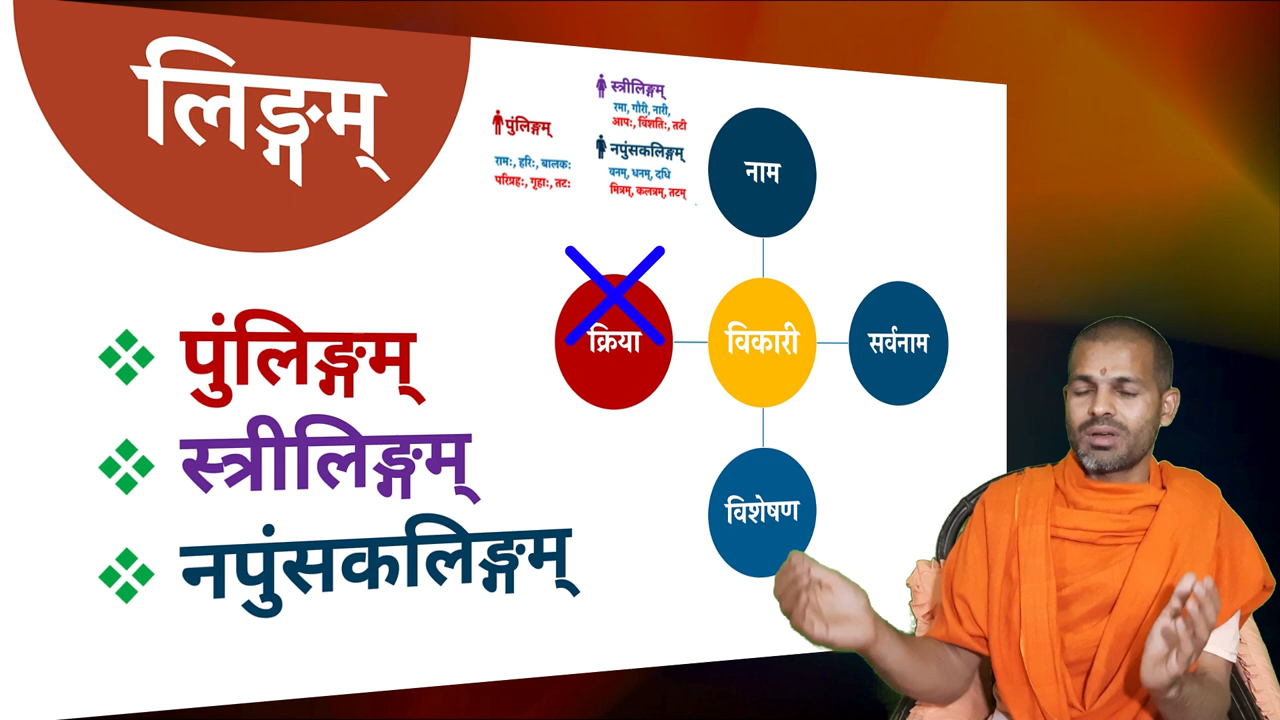 लिङ्गम्
स्त्रीलिङ्गम्
रमा, गौरी, नारी,
आपः, विंशतिः, तटी
पुंलिङ्गम्
रामः, हरिः, बालकः
परिग्रहः, गृहाः, तटः
नपुंसकलिङ्गम्
वनम्, धनम्, दधि
मित्रम्, कलत्रम्, तटम्
नाम
क्रिया
विकारी
सर्वनाम
विशेषण
पुंलिङ्गम्
स्त्रीलिङ्गम्
नपुंसकलिङ्गम्